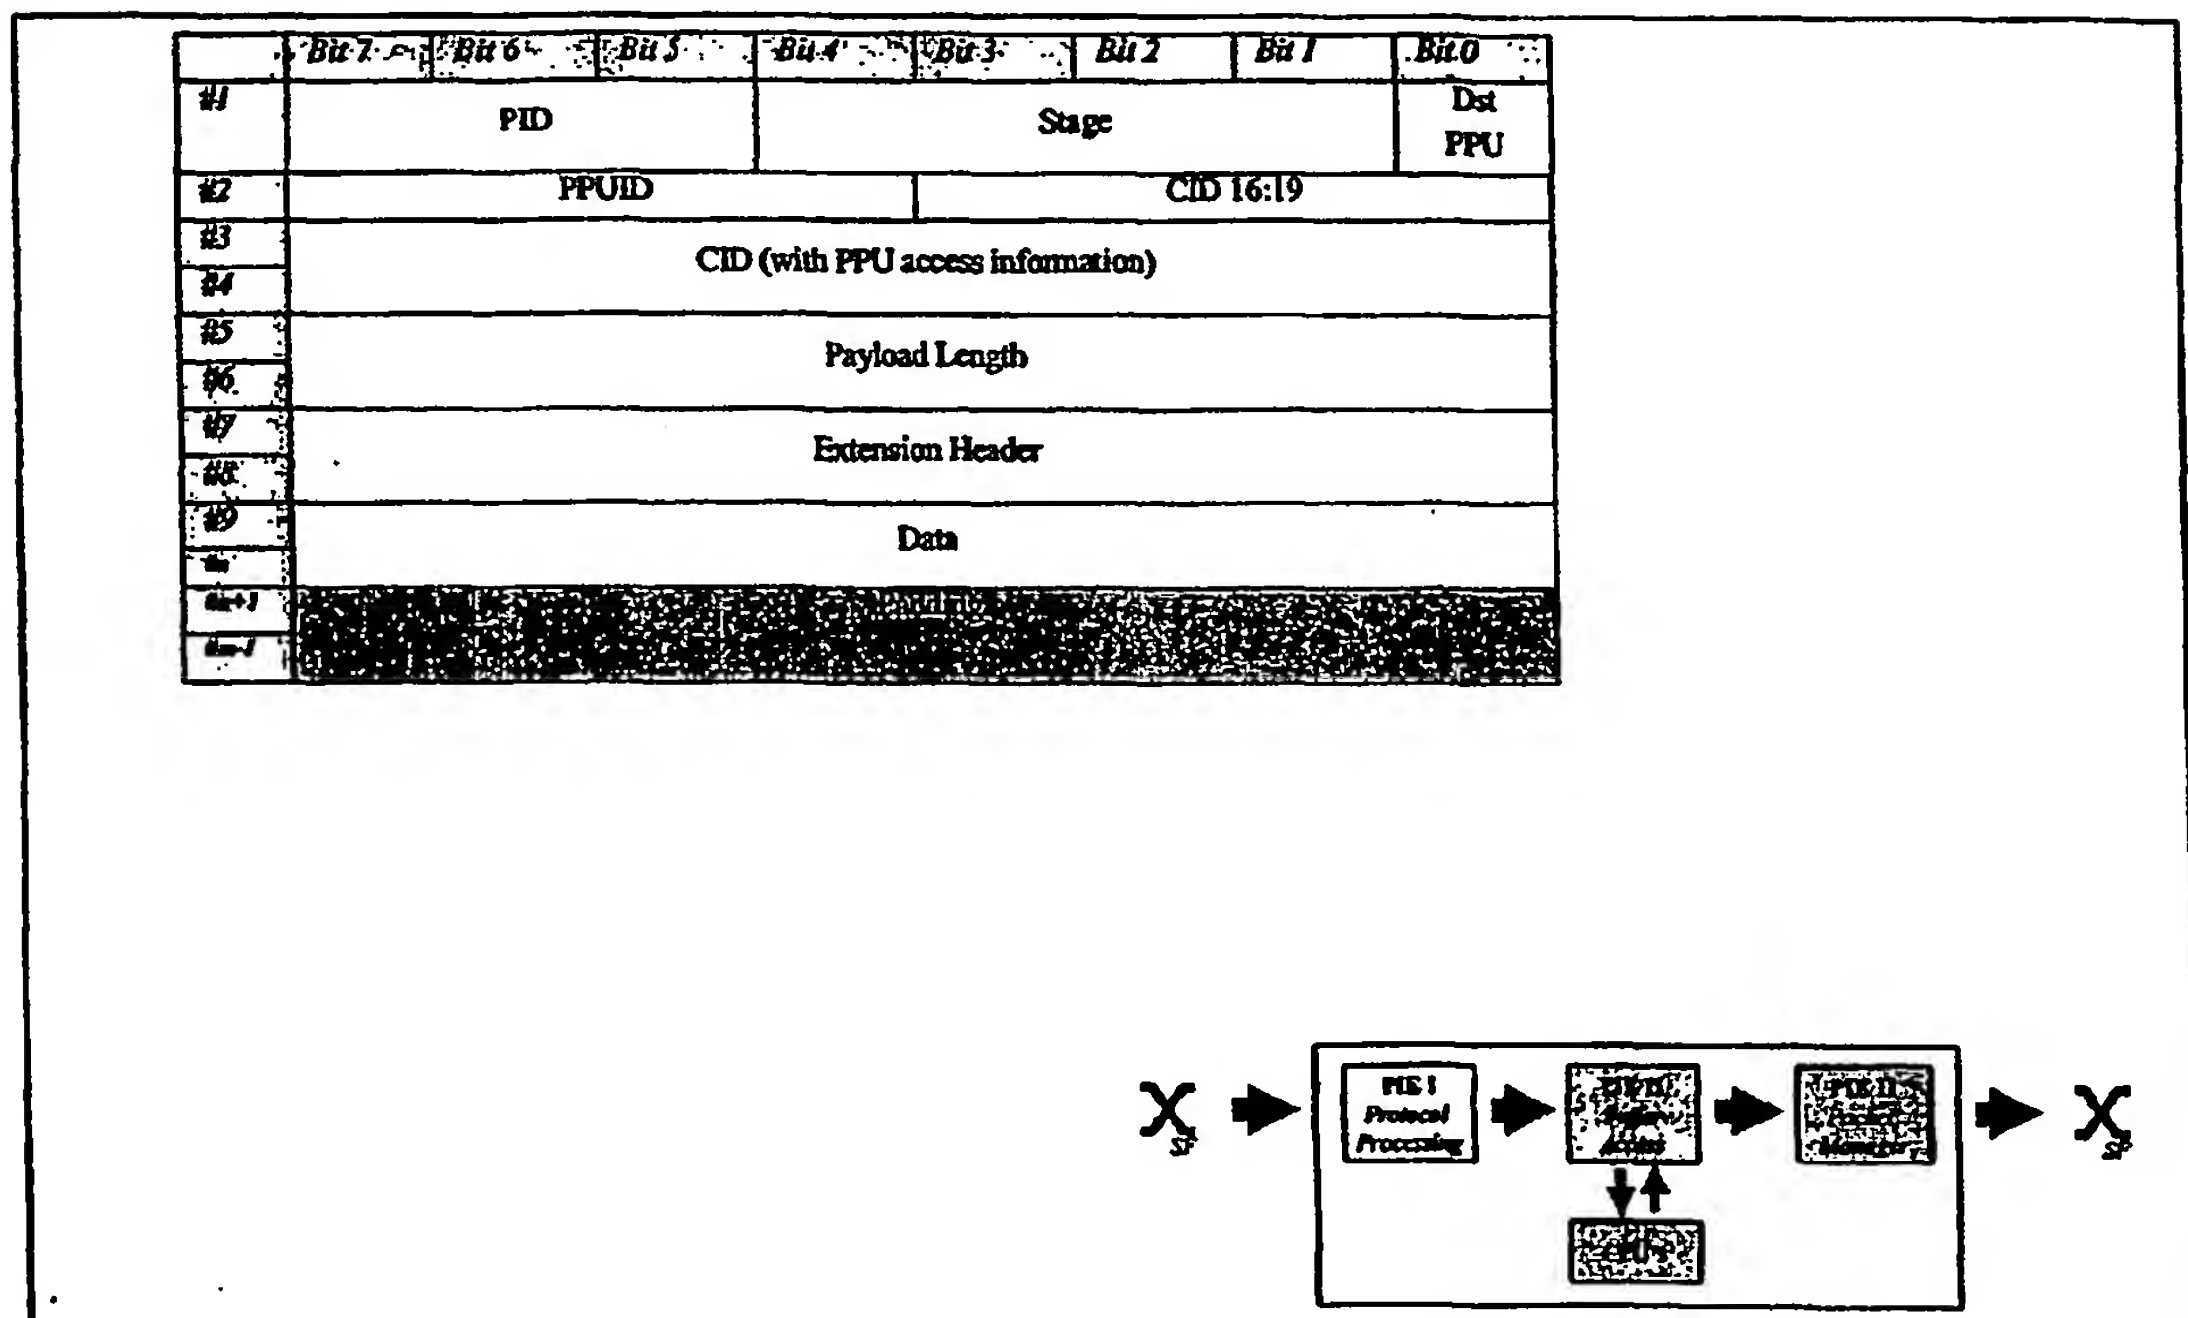 Bit 7 Bit 6 Bit 5 Bit 4 Bit 3 Bit 2 Bit 1 Bit 0
#1 PID Stage Dst
PPU
#2 PPUID CID 16:19
#3
CID (with PPU access information)
#4
#5
Payload Length
#6
#7
Extension Header
#8
#9
Data
#n
#n+1
PIE I
Protocol
Processing
X
SF
X
SF